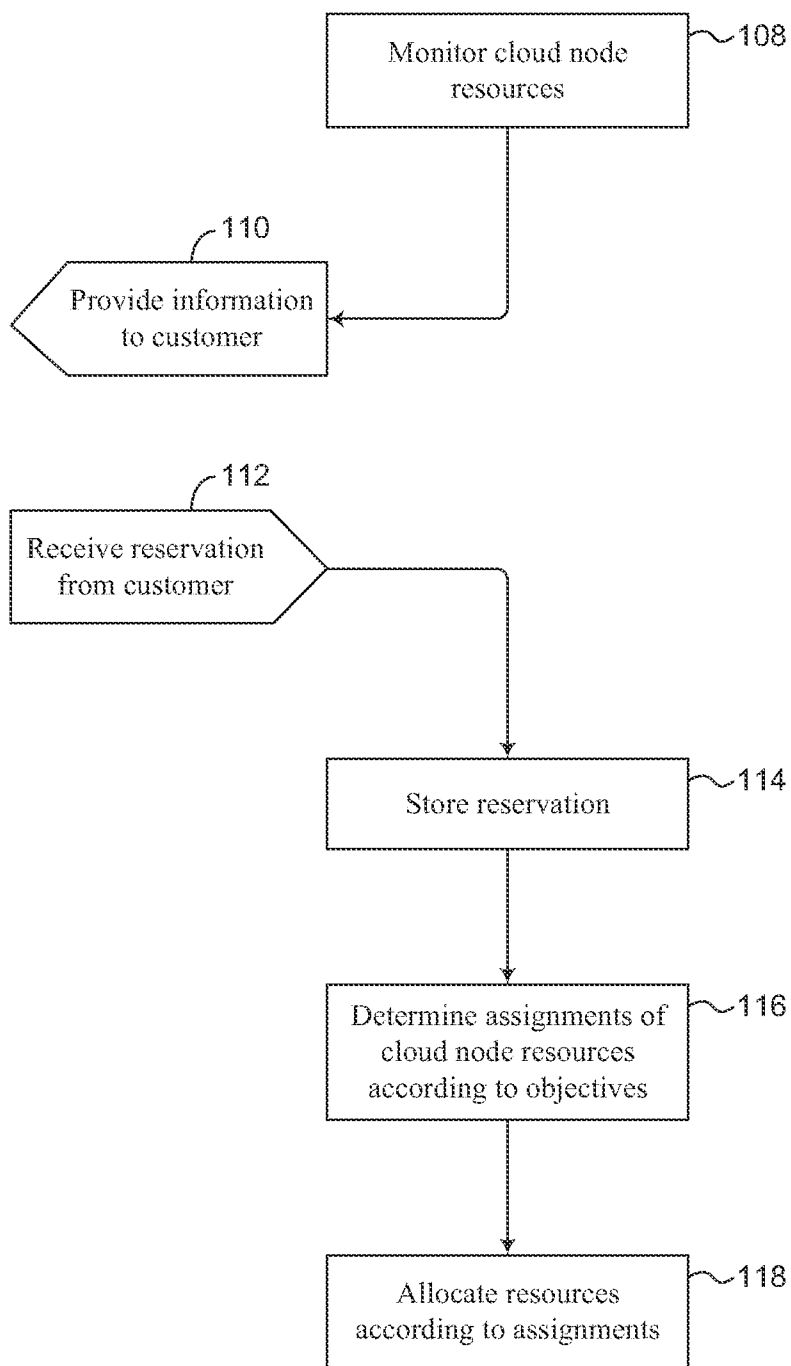 108
Monitor cloud node
resources
110
Provide information
to customer
112
Receive reservation
from customer
114
Store reservation
116
Determine assignments of
cloud node resources
according to objectives
118
Allocate resources
according to assignments